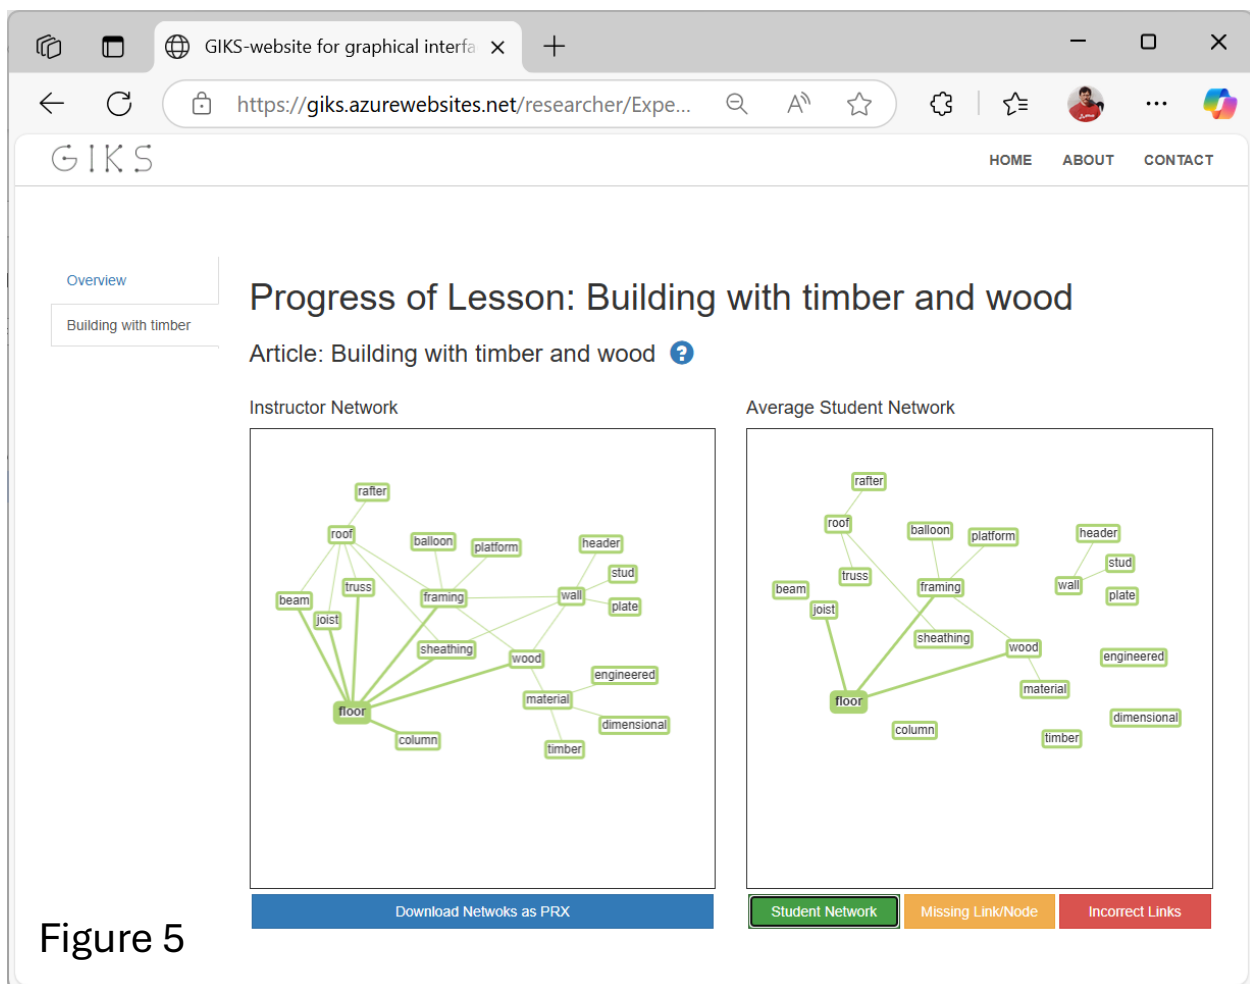 GIKS-website for graphical interfa
https://giks.azurewebsites.net/researcher/Expe...
GIKS
HOME ABOUT CONTACT
Overview
Building with timber
Progress of Lesson: Building with timber and wood
Article: Building with timber and wood ?
Instructor Network
rafter
roof
balloon
platform
header
stud
truss
beam
framing
wall
plate
joist
sheathing
wood
engineered
material
floor
dimensional
column
timber
Download Netwoks as PRX
Average Student Network
rafter
roof
balloon
platform
header
stud
truss
beam
framing
wall
plate
joist
sheathing
wood
engineered
material
floor
dimensional
column
timber
Student Network Missing Link/Node Incorrect Links
Figure 5